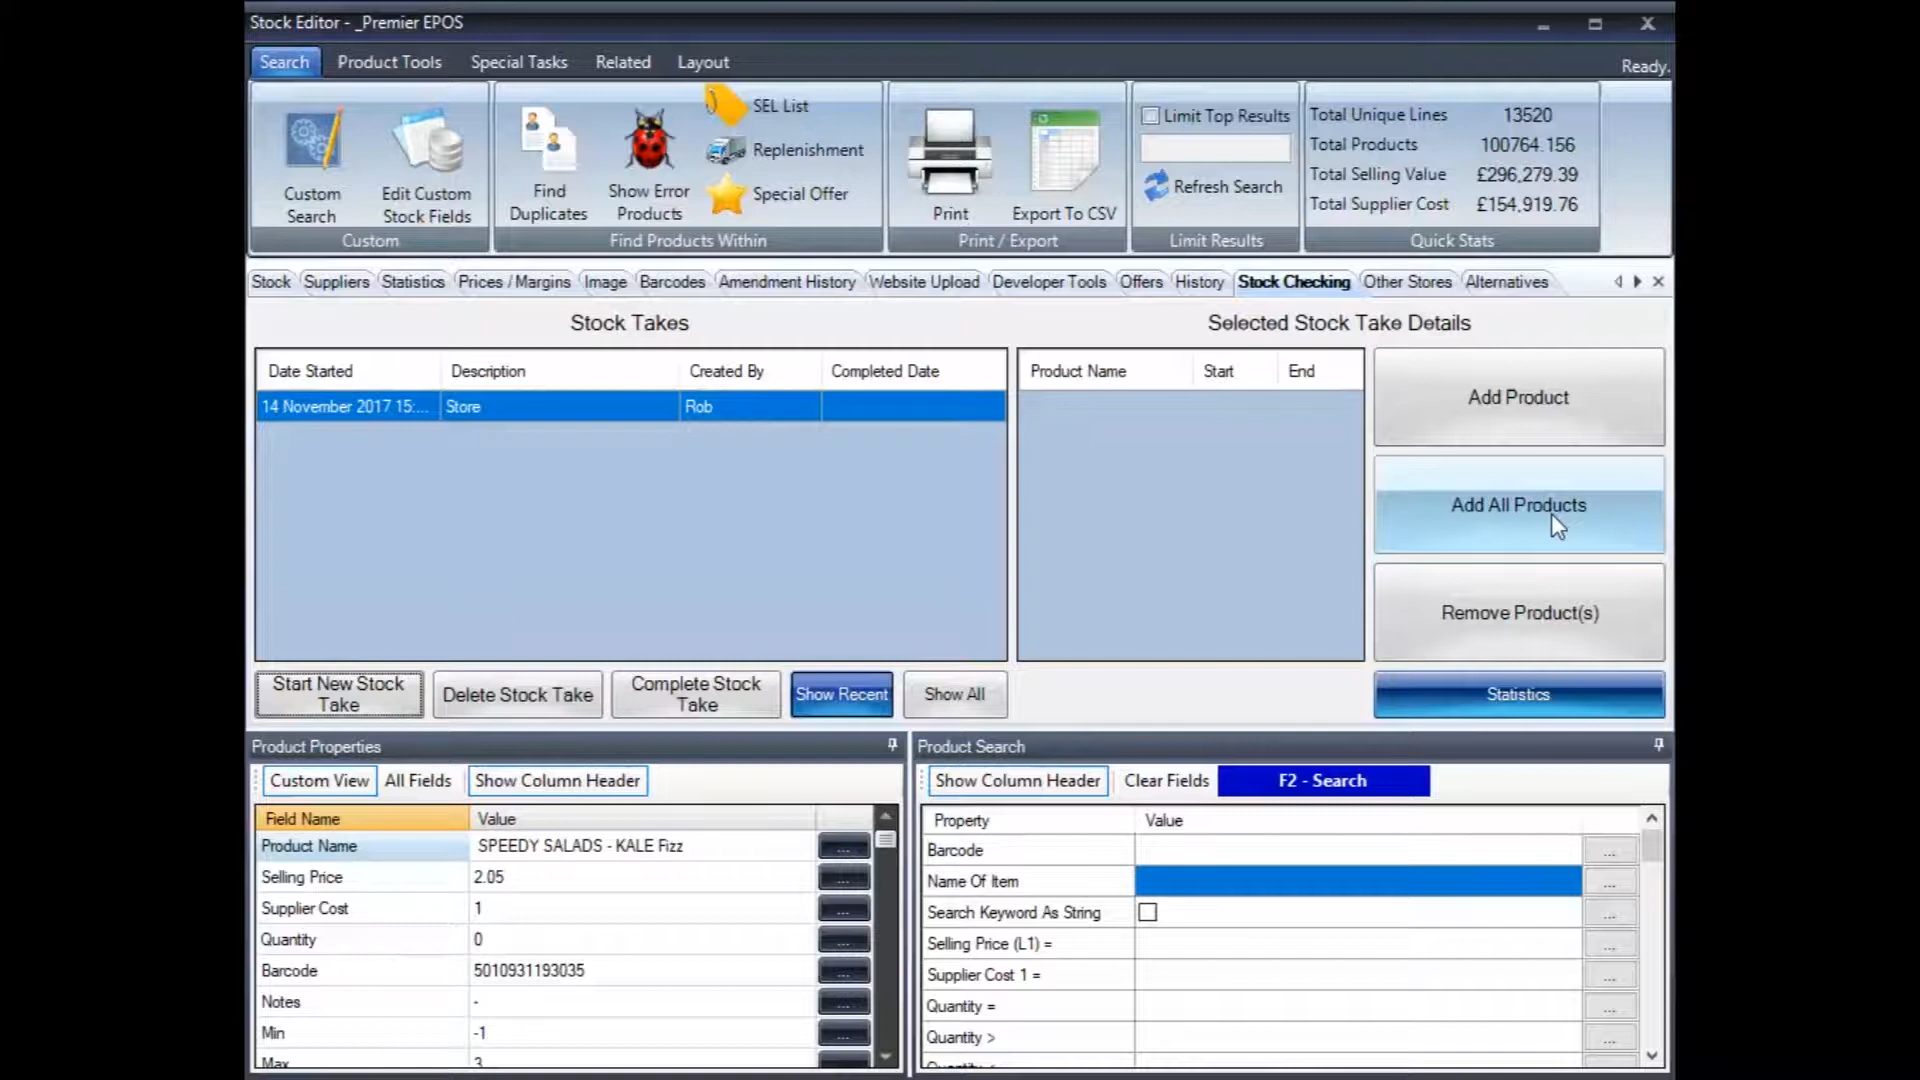 Stock Editor - _Premier EPOS
Search Product Tools Special Tasks Related Layout
Ready.
Custom Search
Edit Custom Stock Fields
Custom
Find Duplicates
Show Error Products
SEL List
Replenishment
Special Offer
Find Products Within
Print
Export To CSV
Print / Export
Limit Top Results
Refresh Search
Limit Results
Total Unique Lines 13520
Total Products 100764.156
Total Selling Value £296,279.39
Total Supplier Cost £154,919.76
Quick Stats
Stock Suppliers Statistics Prices / Margins Image Barcodes Amendment History Website Upload Developer Tools Offers History Stock Checking Other Stores Alternatives
Stock Takes
Date Started Description Created By Completed Date
14 November 2017 15:... Store Rob
Start New Stock Take
Delete Stock Take
Complete Stock Take
Show Recent
Show All
Selected Stock Take Details
Product Name Start End
Add Product
Add All Products
Remove Product(s)
Statistics
Product Properties
Custom View All Fields Show Column Header
Field Name Value
Product Name SPEEDY SALADS - KALE Fizz ...
Selling Price 2.05 ...
Supplier Cost 1 ...
Quantity 0 ...
Barcode 5010931193035 ...
Notes - ...
Min -1 ...
Max 3
Product Search
Show Column Header Clear Fields F2 - Search
Property Value
Barcode ...
Name Of Item ...
Search Keyword As String ...
Selling Price (L1) = ...
Supplier Cost 1 = ...
Quantity = ...
Quantity > ...
Quantity <